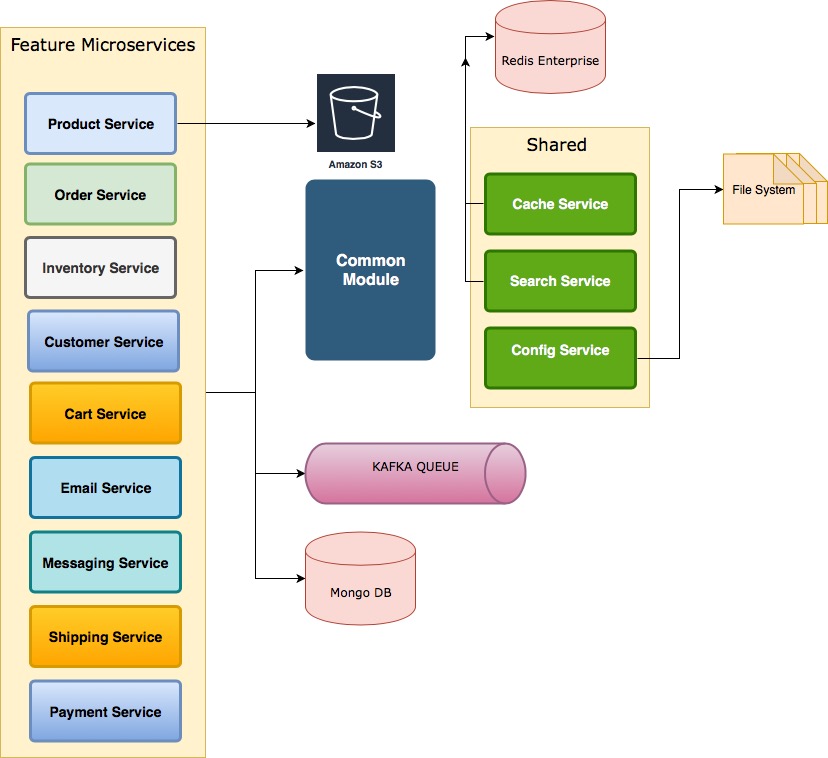 Feature Microservices
Product Service
Order Service
Inventory Service
Customer Service
Cart Service
Email Service
Messaging Service
Shipping Service
Payment Service
Amazon S3
Common
Module
KAFKA QUEUE
Mongo DB
Redis Enterprise
Shared
Cache Service
Search Service
Config Service
File System